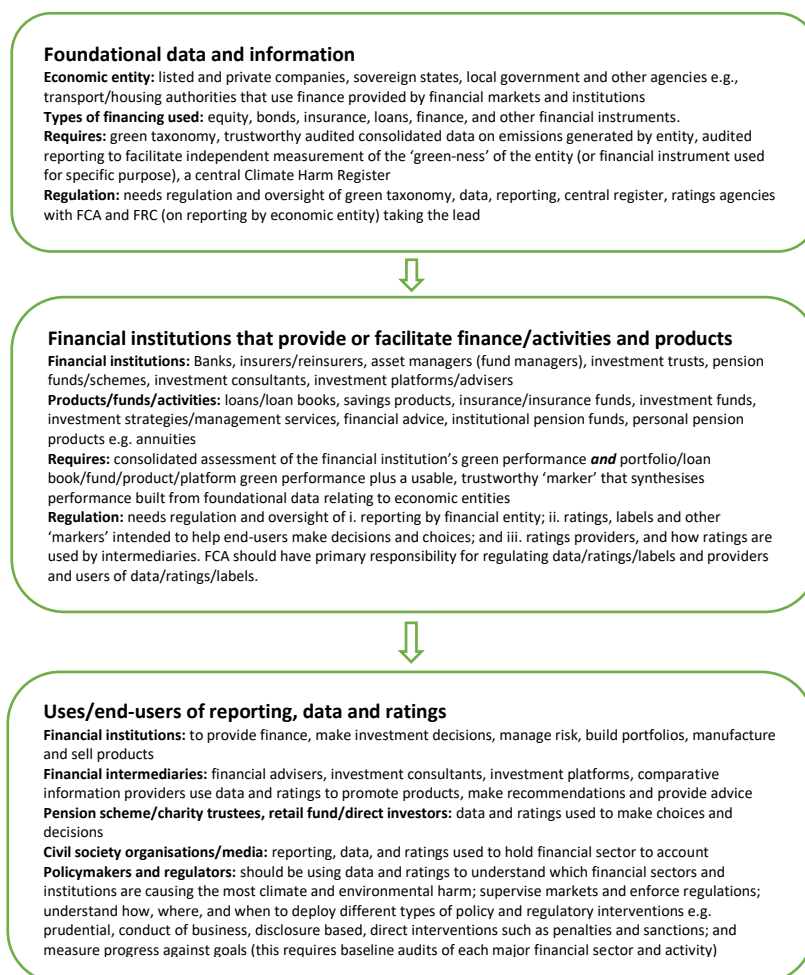 Foundational data and information
Economic entity: listed and private companies, sovereign states, local government and other agencies e.g.,
transport/housing authorities that use finance provided by financial markets and institutions
Types of financing used: equity, bonds, insurance, loans, finance, and other financial instruments.
Requires: green taxonomy, trustworthy audited consolidated data on emissions generated by entity, audited
reporting to facilitate independent measurement of the ‘green-ness’ of the entity (or financial instrument used
for specific purpose), a central Climate Harm Register
Regulation: needs regulation and oversight of green taxonomy, data, reporting, central register, ratings agencies
with FCA and FRC (on reporting by economic entity) taking the lead
Financial institutions that provide or facilitate finance/activities and products
Financial institutions: Banks, insurers/reinsurers, asset managers (fund managers), investment trusts, pension
funds/schemes, investment consultants, investment platforms/advisers
Products/funds/activities: loans/loan books, savings products, insurance/insurance funds, investment funds,
investment strategies/management services, financial advice, institutional pension funds, personal pension
products e.g. annuities
Requires: consolidated assessment of the financial institution’s green performance and portfolio/loan
book/fund/product/platform green performance plus a usable, trustworthy ‘marker’ that synthesises
performance built from foundational data relating to economic entities
Regulation: needs regulation and oversight of i. reporting by financial entity; ii. ratings, labels and other
‘markers’ intended to help end-users make decisions and choices; and iii. ratings providers, and how ratings are
used by intermediaries. FCA should have primary responsibility for regulating data/ratings/labels and providers
and users of data/ratings/labels.
Uses/end-users of reporting, data and ratings
Financial institutions: to provide finance, make investment decisions, manage risk, build portfolios, manufacture
and sell products
Financial intermediaries: financial advisers, investment consultants, investment platforms, comparative
information providers use data and ratings to promote products, make recommendations and provide advice
Pension scheme/charity trustees, retail fund/direct investors: data and ratings used to make choices and
decisions
Civil society organisations/media: reporting, data, and ratings used to hold financial sector to account
Policymakers and regulators: should be using data and ratings to understand which financial sectors and
institutions are causing the most climate and environmental harm; supervise markets and enforce regulations;
understand how, where, and when to deploy different types of policy and regulatory interventions e.g.
prudential, conduct of business, disclosure based, direct interventions such as penalties and sanctions; and
measure progress against goals (this requires baseline audits of each major financial sector and activity)